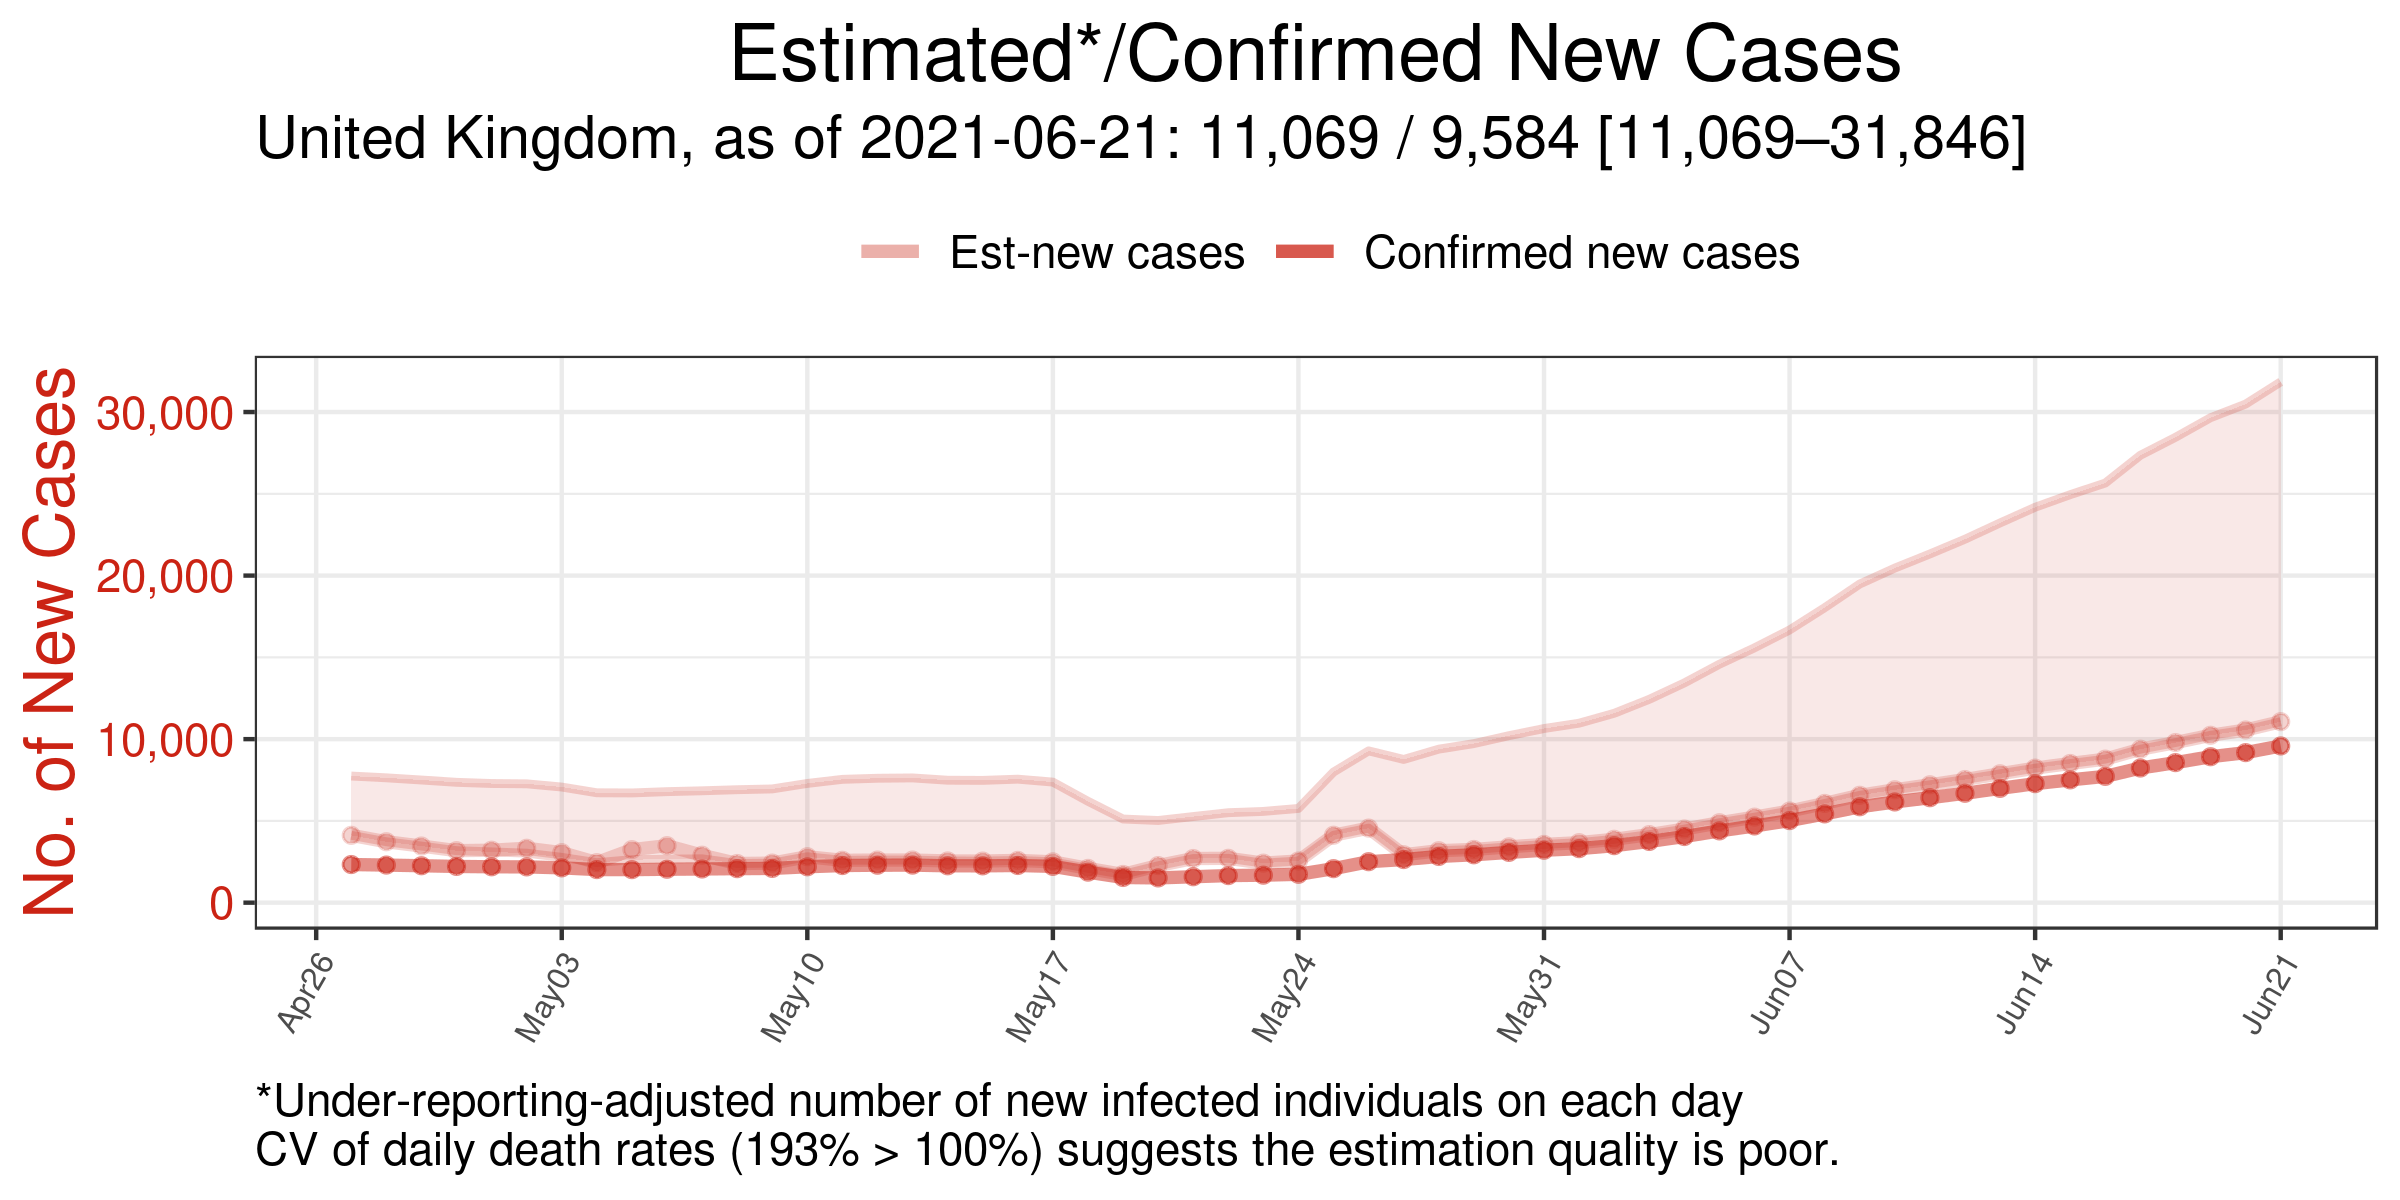 Estimated*/Confirmed New Cases
United Kingdom, as of 2021-06-21: 11,069 / 9,584 [11,069–31,846]
Est-new cases
Confirmed new cases
No. of New Cases
30,000
20,000
10,000
0
Apr26
May03
May10
May17
May24
May31
Jun07
Jun14
Jun21
*Under-reporting-adjusted number of new infected individuals on each day
CV of daily death rates (193% > 100%) suggests the estimation quality is poor.